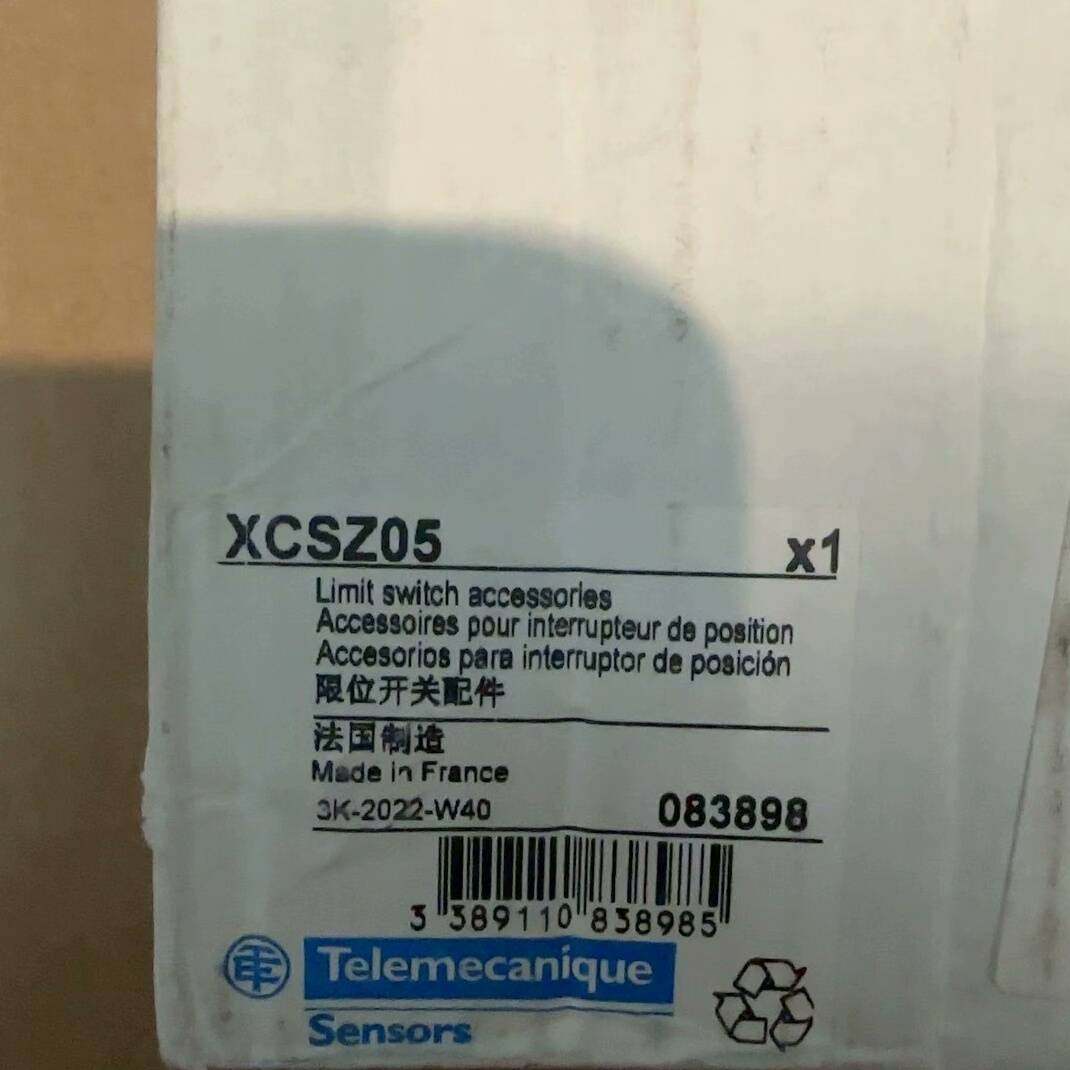 XCSZ05 x1
Limit switch accessories
Accessoires pour interrupteur de position
Accesorios para interruptor de posición
限位开关配件
法国制造
Made in France
3K-2022-W40 083898
3 389110 838985
Telemecanique
Sensors